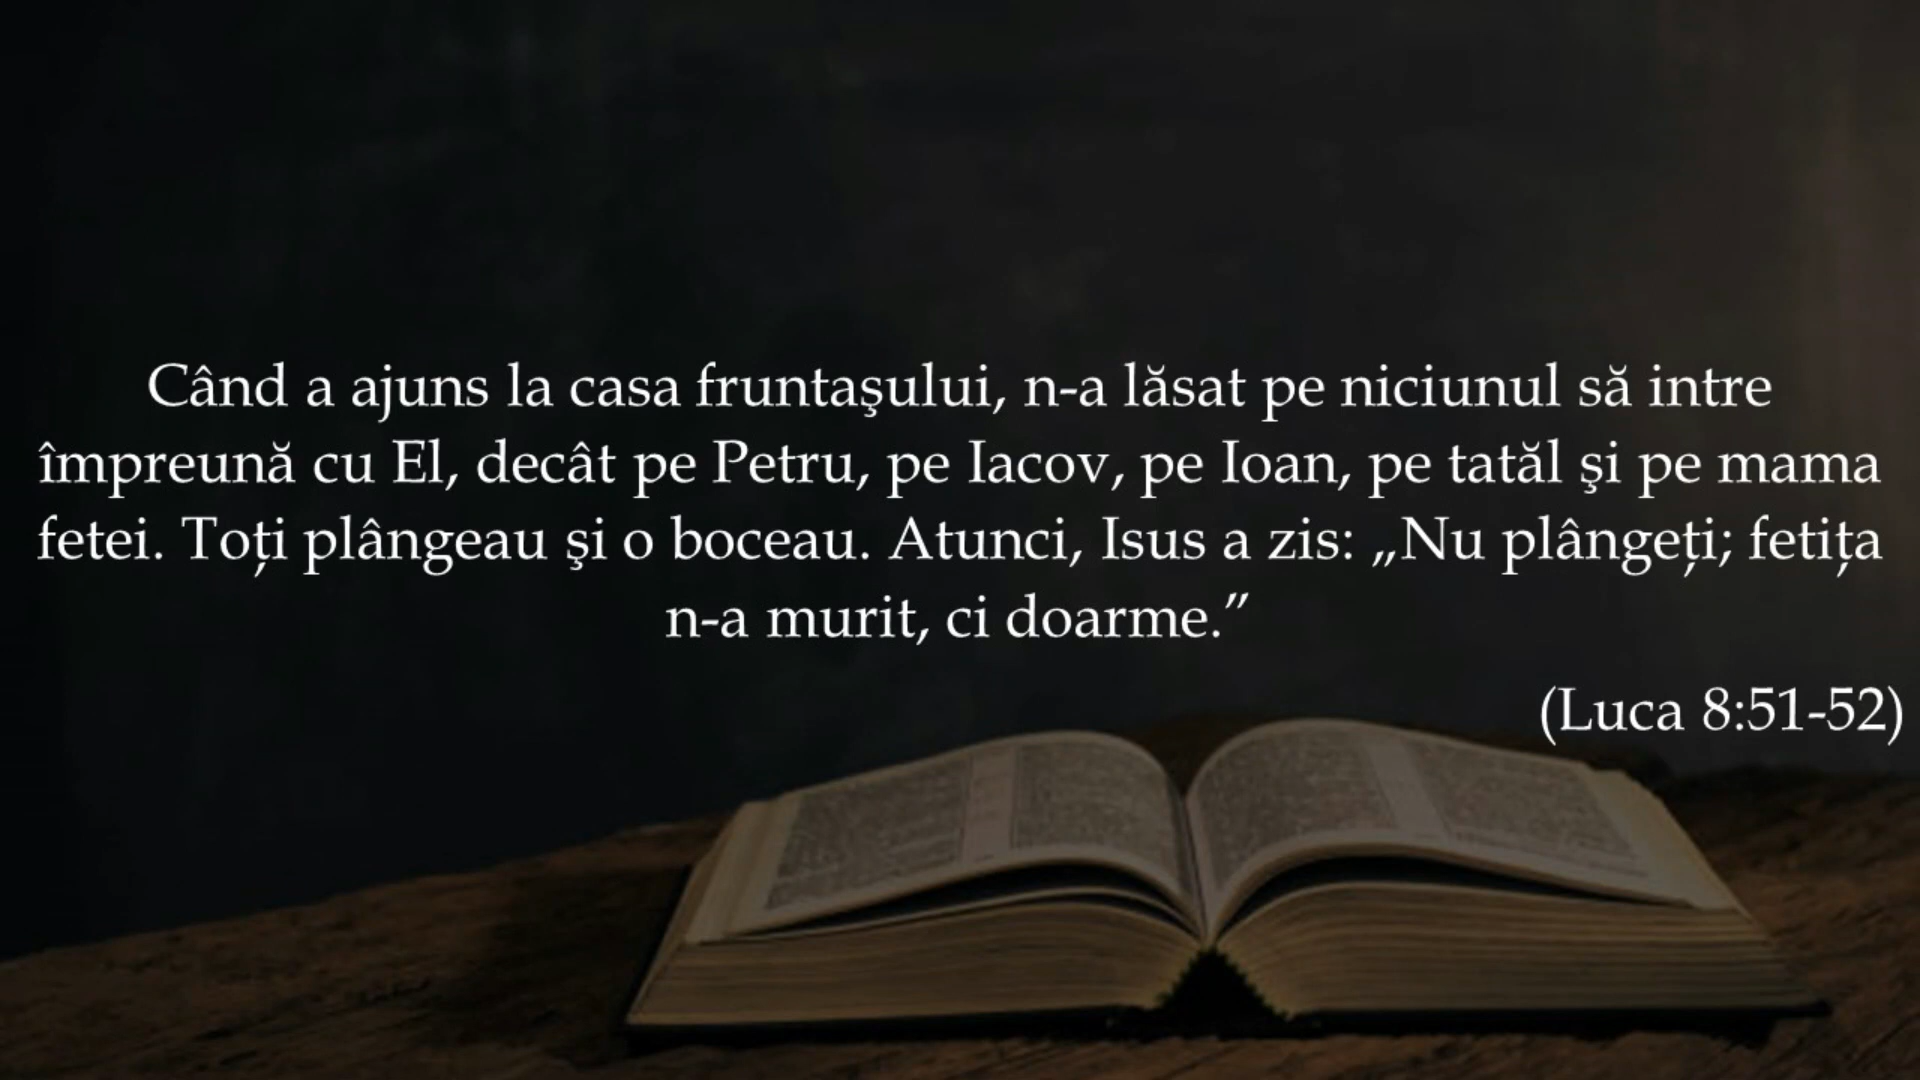 Când a ajuns la casa fruntaşului, n-a lăsat pe niciunul să intre
împreună cu El, decât pe Petru, pe Iacov, pe Ioan, pe tatăl şi pe mama
fetei. Toți plângeau şi o boceau. Atunci, Isus a zis: „Nu plângeți; fetița
n-a murit, ci doarme.”
(Luca 8:51-52)